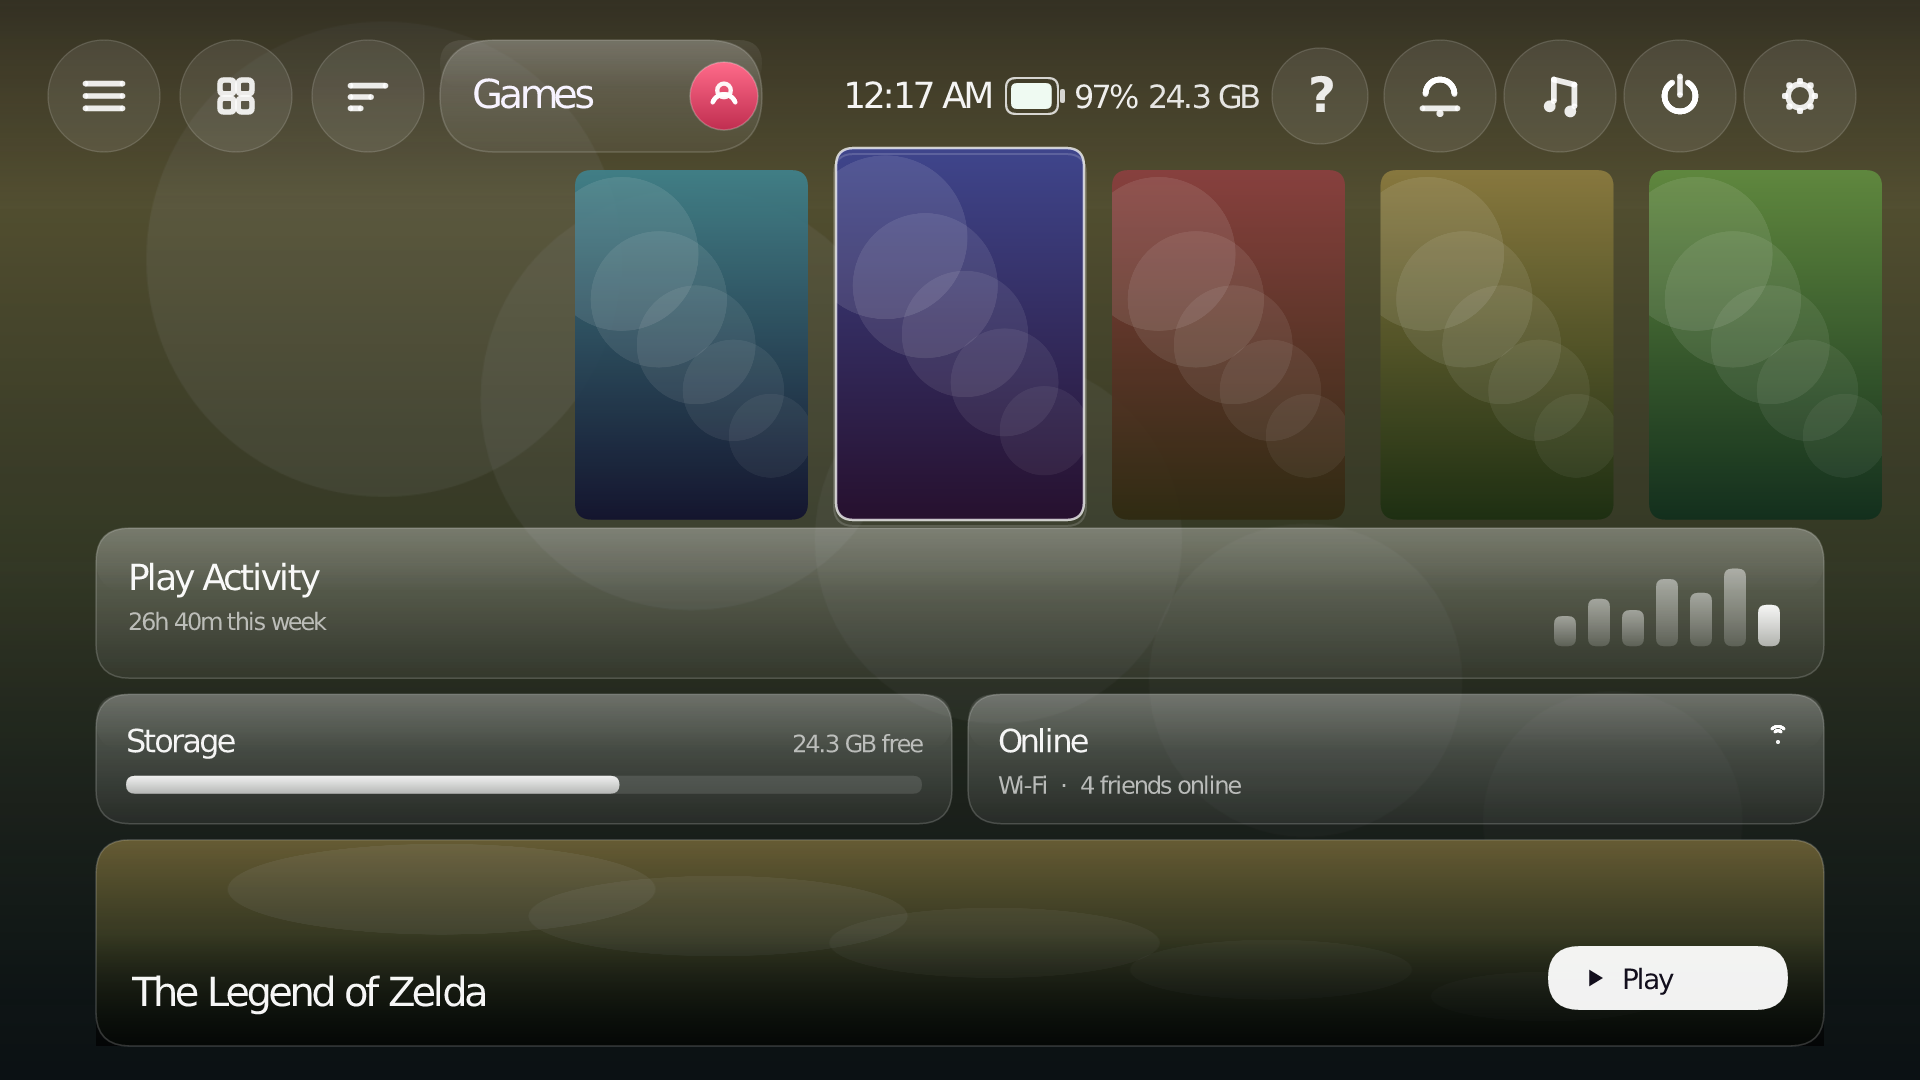 Games
12:17 AM 97% 24.3 GB ?
Play Activity
26h 40m this week
Storage
24.3 GB free
Online
Wi-Fi · 4 friends online
The Legend of Zelda
Play